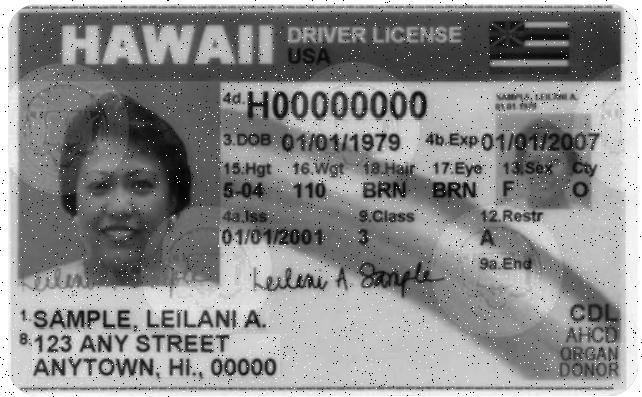 HAWAII DRIVER LICENSE
USA
4d. H00000000
SAMPLE, LEILANI A.
01/01/1979
3.DOB 01/01/1979 4b.Exp 01/01/2007
15.Hgt 16.Wgt 18.Hair 17.Eye 13.Sex Cty
5-04 110 BRN BRN F O
4a.Iss 9.Class 12.Restr
01/01/2001 3 A
9a.End
Leilani A Sample
1. SAMPLE, LEILANI A.
8. 123 ANY STREET
ANYTOWN, HI., 00000
CDL
AHCD
ORGAN
DONOR